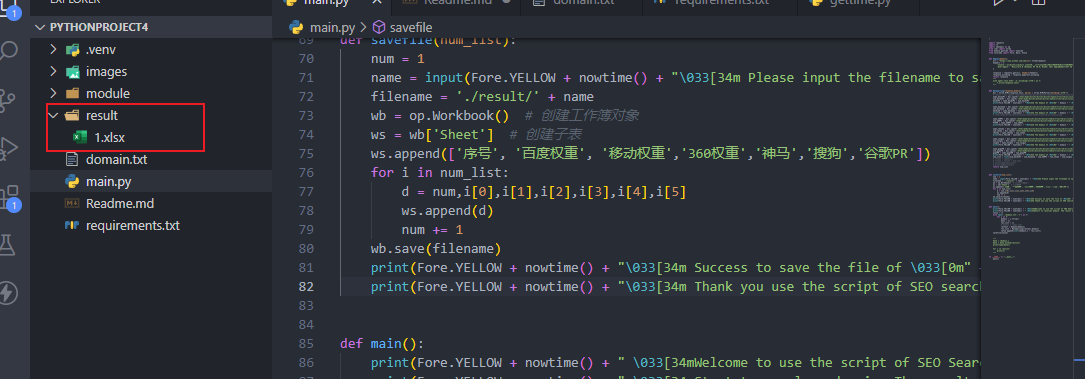 EXPLORER
main.py
Readme.md
domain.txt
requirements.txt
gettime.py
PYTHONPROJECT4
.venv
images
module
result
1.xlsx
domain.txt
main.py
Readme.md
requirements.txt
1
1
main.py > savefile
69 def savefile(num_list):
70 num = 1
71 name = input(Fore.YELLOW + nowtime() + "\033[34m Please input the filename to sa
72 filename = './result/' + name
73 wb = op.Workbook() # 创建工作薄对象
74 ws = wb['Sheet'] # 创建子表
75 ws.append(['序号', '百度权重', '移动权重','360权重','神马','搜狗','谷歌PR'])
76 for i in num_list:
77 d = num,i[0],i[1],i[2],i[3],i[4],i[5]
78 ws.append(d)
79 num += 1
80 wb.save(filename)
81 print(Fore.YELLOW + nowtime() + "\033[34m Success to save the file of \033[0m" +
82 print(Fore.YELLOW + nowtime() + "\033[34m Thank you use the script of SEO search
83
84
85 def main():
86 print(Fore.YELLOW + nowtime() + " \033[34mWelcome to use the script of SEO Sear